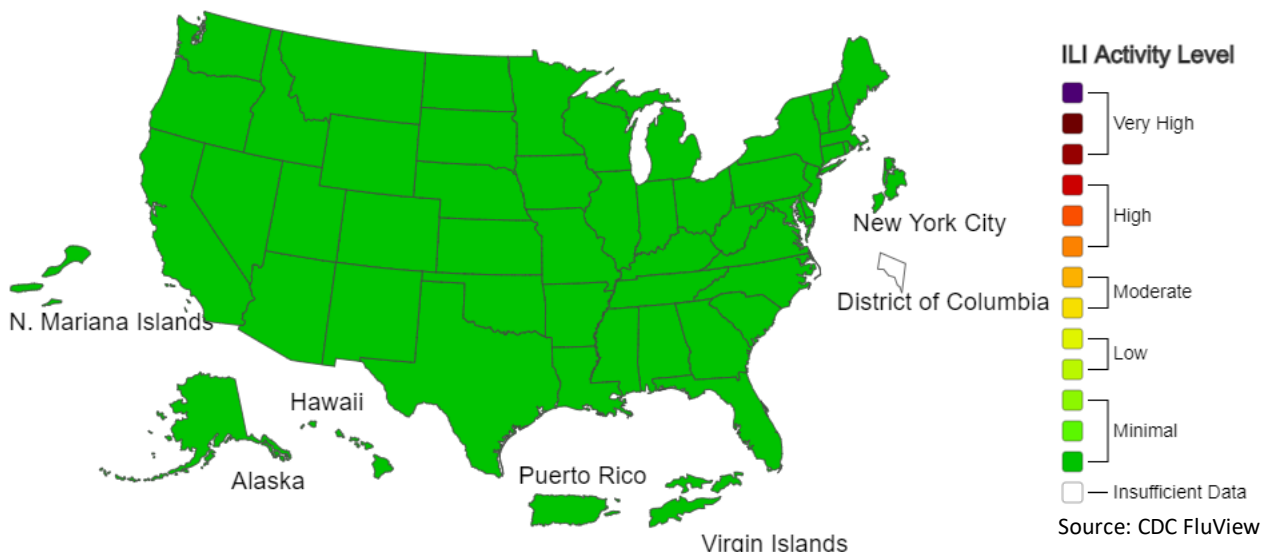 ILI Activity Level
Very High
High
New York City
District of Columbia
Moderate
N. Mariana Islands
Low
Hawaii
Minimal
Alaska
Puerto Rico
Insufficient Data
Source: CDC FluView
Virgin Islands